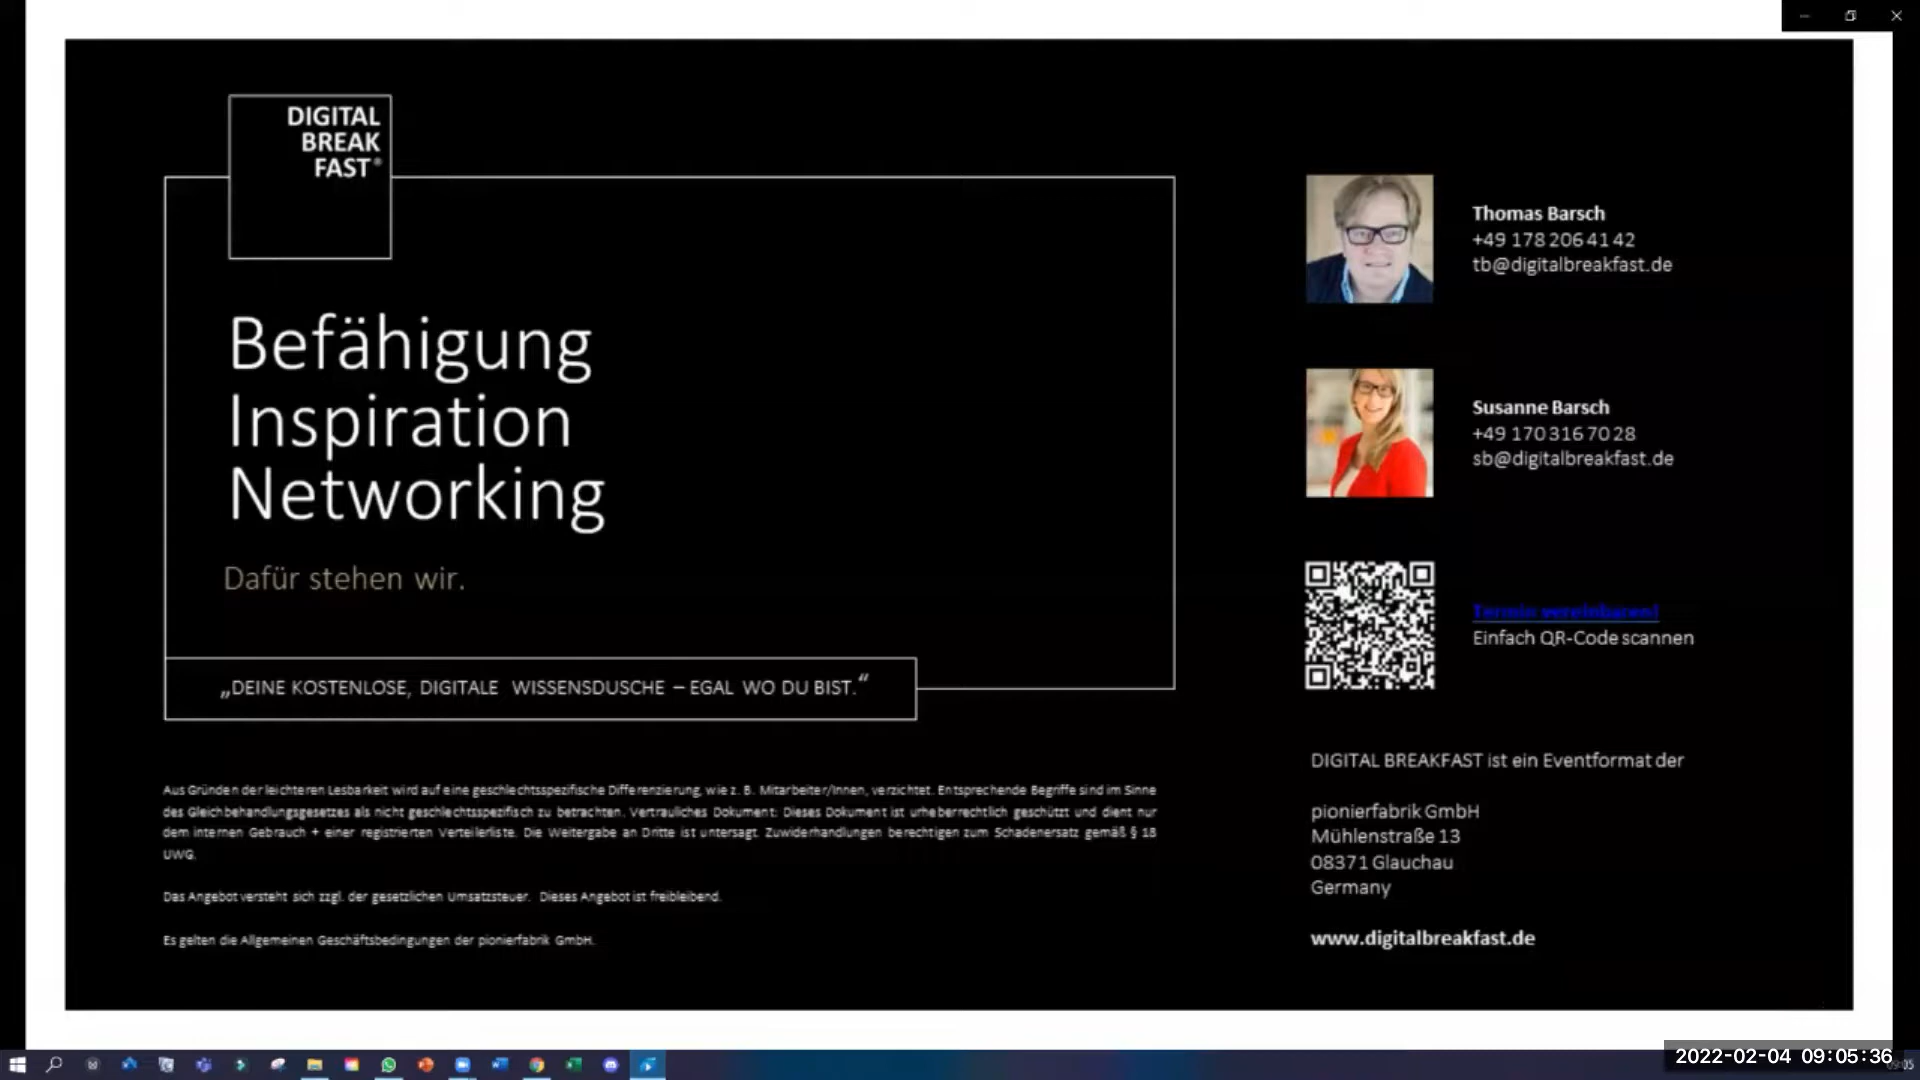 DIGITAL
BREAK
FAST®
Befähigung
Inspiration
Networking
Dafür stehen wir.
„DEINE KOSTENLOSE, DIGITALE WISSENSDUSCHE – EGAL WO DU BIST.“
Aus Gründen der leichteren Lesbarkeit wird auf eine geschlechtsspezifische Differenzierung, wie z. B. Mitarbeiter/Innen, verzichtet. Entsprechende Begriffe sind im Sinne
des Gleichbehandlungsgesetzes als nicht geschlechtsspezifisch zu betrachten. Vertrauliches Dokument: Dieses Dokument ist urheberrechtlich geschützt und dient nur
dem internen Gebrauch + einer registrierten Verteilerliste. Die Weitergabe an Dritte ist untersagt. Zuwiderhandlungen berechtigen zum Schadenersatz gemäß § 18
UWG.
Das Angebot versteht sich zzgl. der gesetzlichen Umsatzsteuer. Dieses Angebot ist freibleibend.
Es gelten die Allgemeinen Geschäftsbedingungen der pionierfabrik GmbH.
Thomas Barsch
+49 178 206 41 42
tb@digitalbreakfast.de
Susanne Barsch
+49 170 316 70 28
sb@digitalbreakfast.de
Termin vereinbaren!
Einfach QR-Code scannen
DIGITAL BREAKFAST ist ein Eventformat der
pionierfabrik GmbH
Mühlenstraße 13
08371 Glauchau
Germany
www.digitalbreakfast.de
2022-02-04 09:05:36